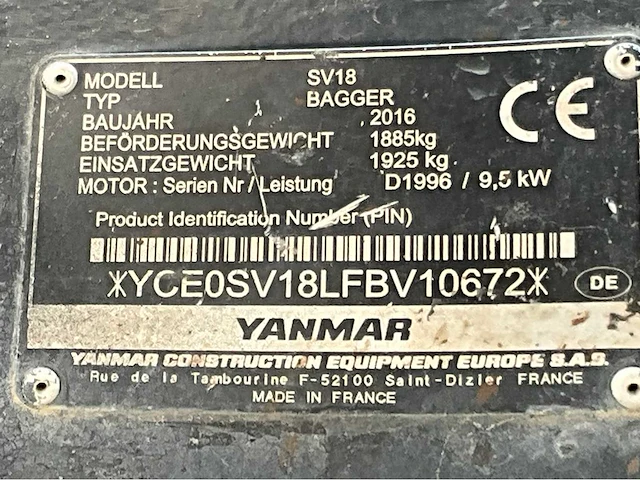 MODELL SV18
TYP BAGGER
BAUJAHR 2016
BEFÖRDERUNGSGEWICHT 1885kg
EINSATZGEWICHT 1925 kg
MOTOR : Serien Nr / Leistung D1996 / 9,5 kW
CE
Product Identification Number (PIN)
*YCE0SV18LFBV10672*
DE
YANMAR
YANMAR CONSTRUCTION EQUIPMENT EUROPE S.A.S.
Rue de la Tambourine F-52100 Saint-Dizier FRANCE
MADE IN FRANCE